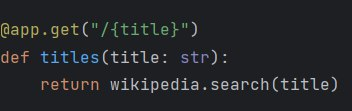 @app.get("/{title}")
def titles(title: str):
    return wikipedia.search(title)